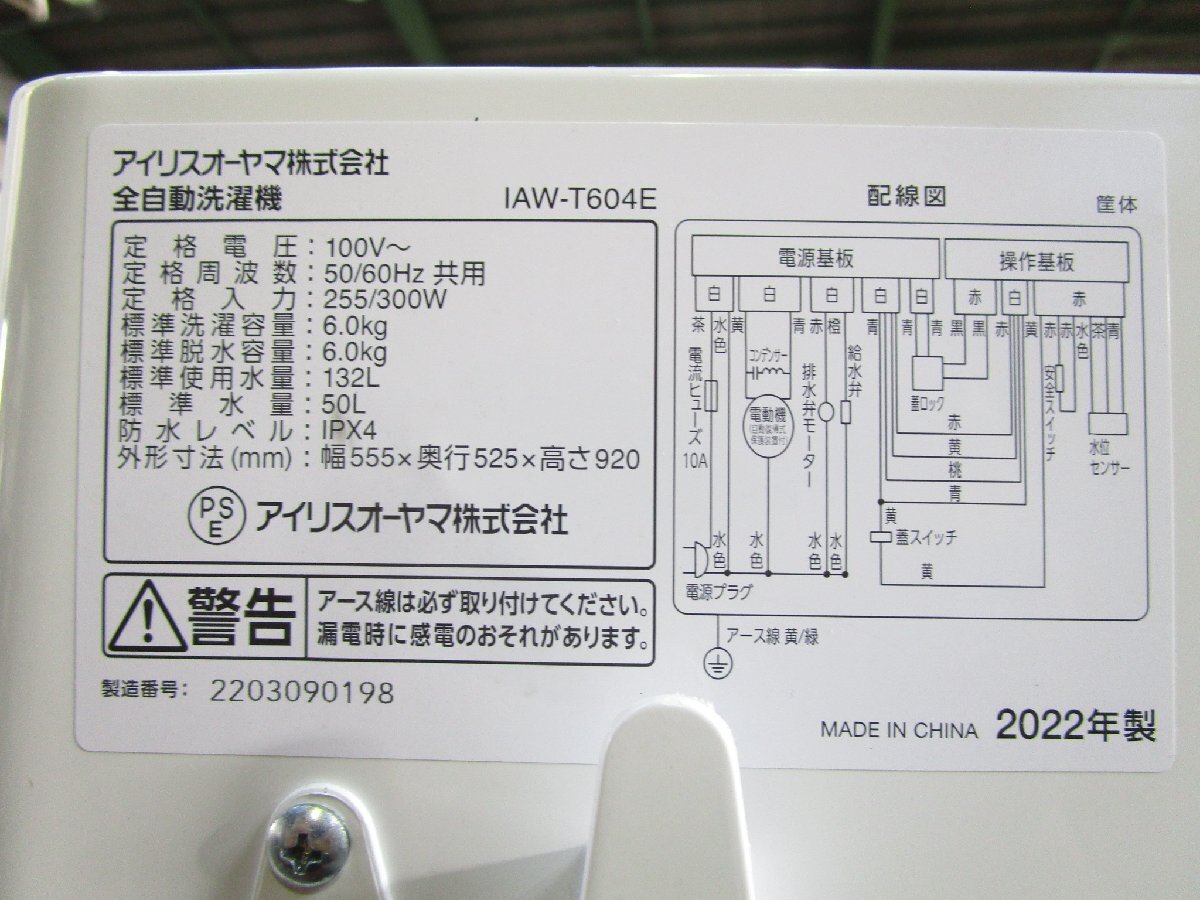 アイリスオーヤマ株式会社
全自動洗濯機 IAW-T604E
定格電圧：100V～
定格周波数：50/60Hz 共用
定格入力：255/300W
標準洗濯容量：6.0kg
標準脱水容量：6.0kg
標準使用水量：132L
標準水量：50L
防水レベル：IPX4
外形寸法(mm)：幅555×奥行525×高さ920
PSE アイリスオーヤマ株式会社
警告
アース線は必ず取り付けてください。
漏電時に感電のおそれがあります。
製造番号：2203090198
配線図 筐体
電源基板 操作基板
白 白 白 白 白 赤 白 赤
茶 水色 黄 青 赤 橙 青 青 青 黒 黒 赤 黄 赤 赤 水色 茶 青
電流ヒューズ 10A
コンデンサー
電動機
(自動復帰式
保護装置付)
排水弁モーター
給水弁
蓋ロック
安全スイッチ
水位
センサー
赤
黄
桃
青
黄
蓋スイッチ
黄
水色 水色 水色 水色
電源プラグ
アース線 黄/緑
MADE IN CHINA 2022年製